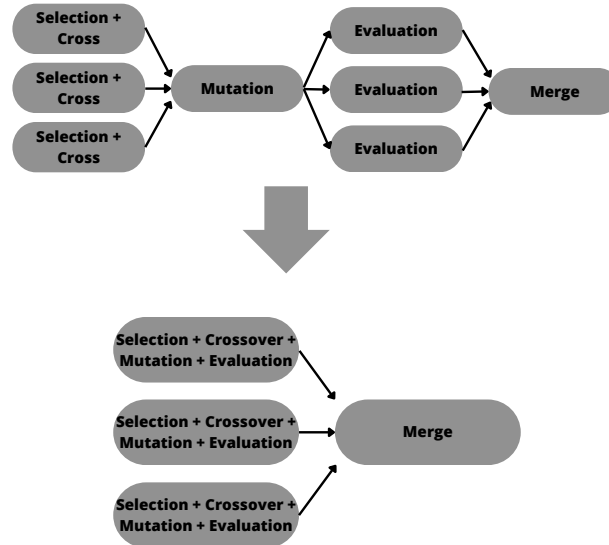 Selection +
Cross
Selection +
Cross
Selection +
Cross
Mutation
Evaluation
Evaluation
Evaluation
Merge
Selection + Crossover +
Mutation + Evaluation
Selection + Crossover +
Mutation + Evaluation
Selection + Crossover +
Mutation + Evaluation
Merge